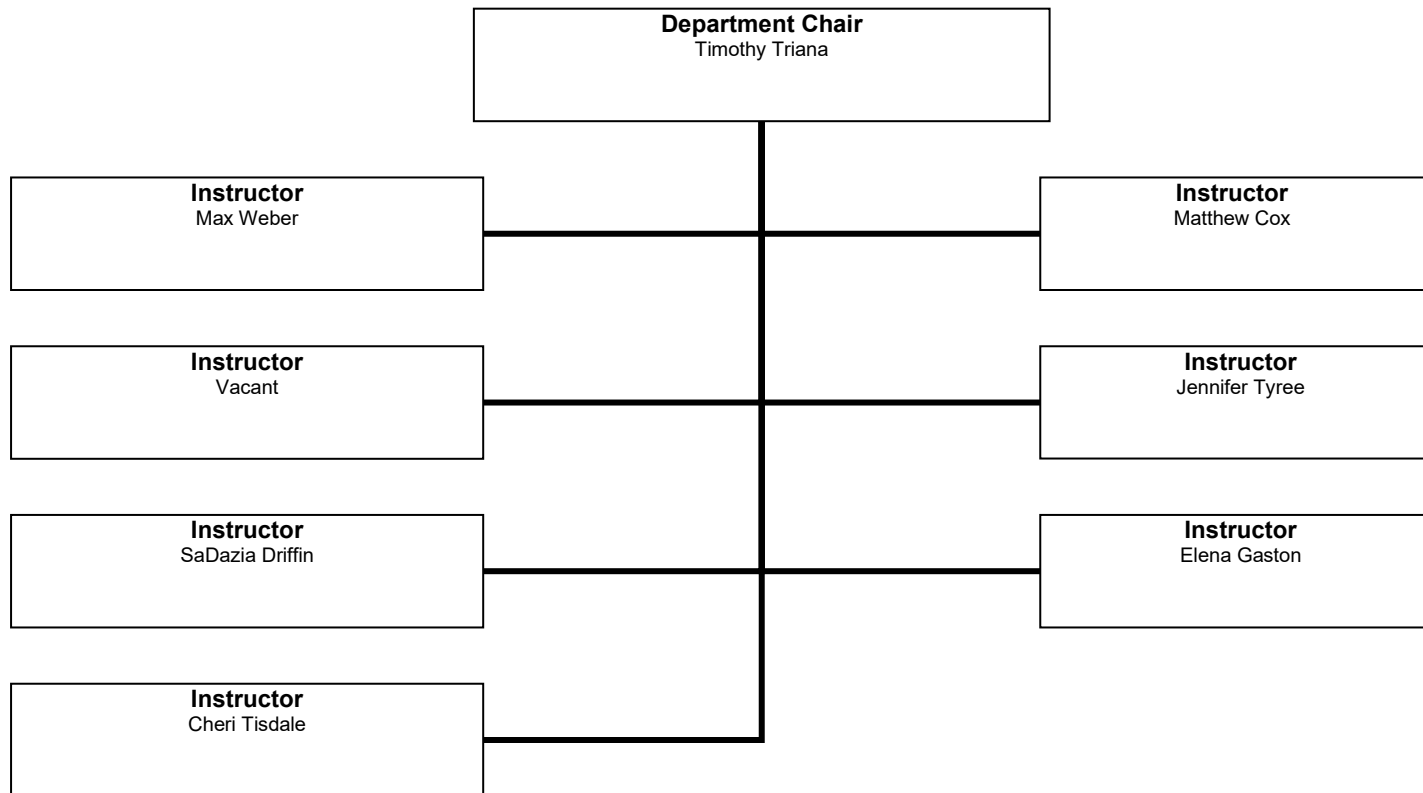 Department Chair
Timothy Triana
Instructor
Max Weber
Instructor
Matthew Cox
Instructor
Vacant
Instructor
Jennifer Tyree
Instructor
SaDazia Driffin
Instructor
Elena Gaston
Instructor
Cheri Tisdale